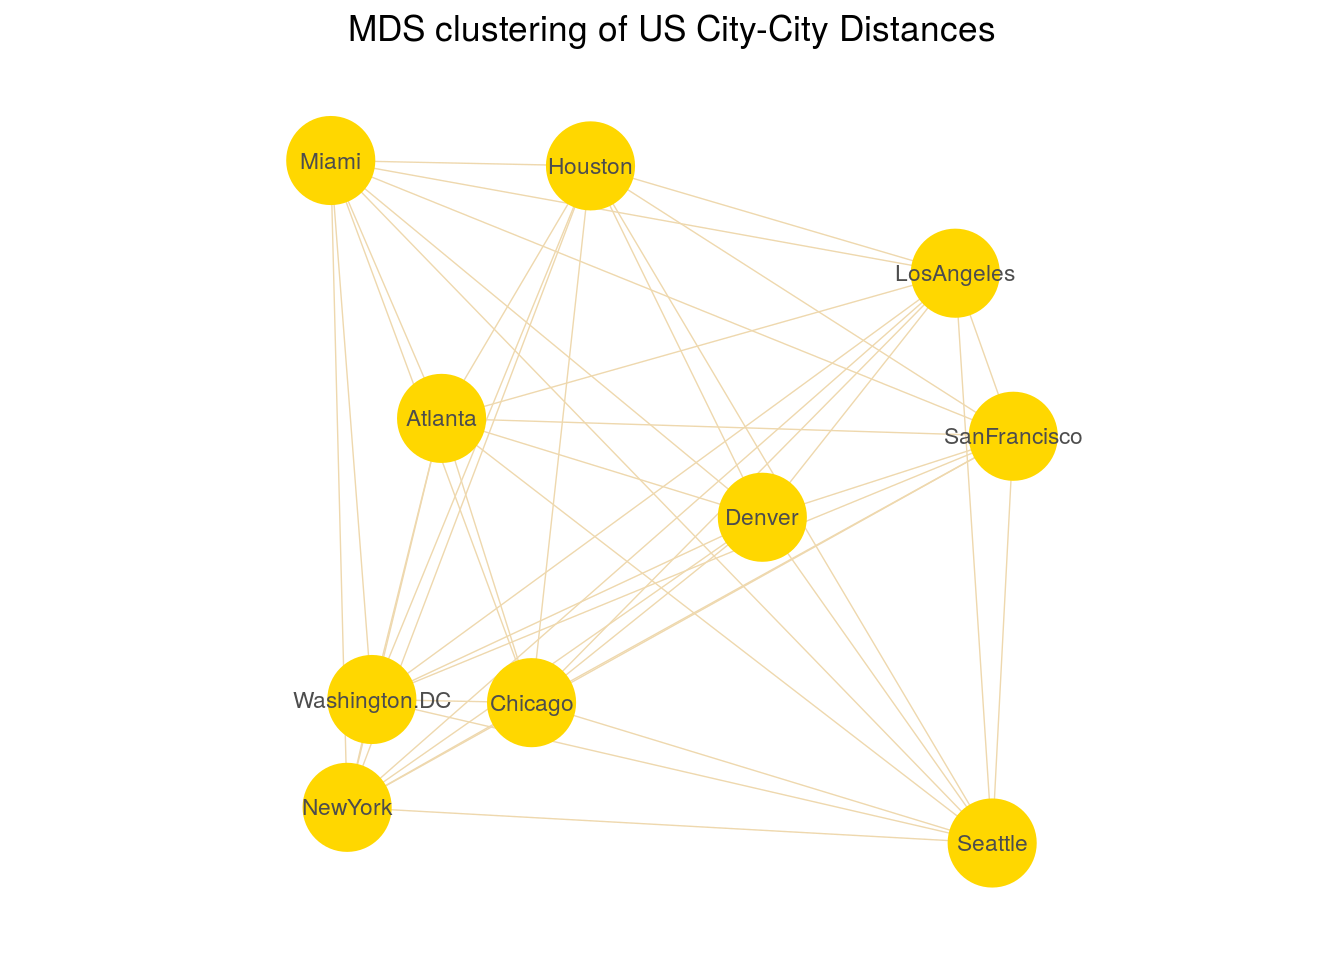 MDS clustering of US City-City Distances
Miami
Houston
LosAngeles
Atlanta
SanFrancisco
Denver
Washington.DC
Chicago
NewYork
Seattle